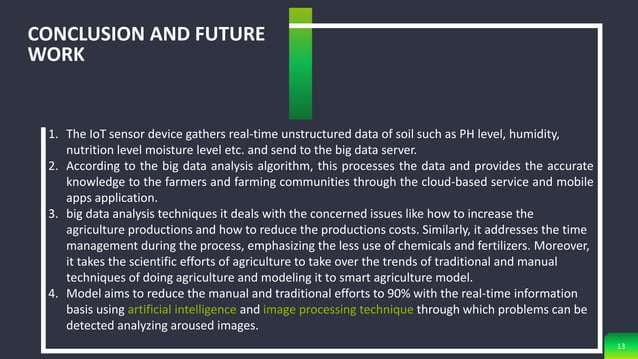 CONCLUSION AND FUTURE
WORK
1. The IoT sensor device gathers real-time unstructured data of soil such as PH level, humidity,
nutrition level moisture level etc. and send to the big data server.
2. According to the big data analysis algorithm, this processes the data and provides the accurate
knowledge to the farmers and farming communities through the cloud-based service and mobile
apps application.
3. big data analysis techniques it deals with the concerned issues like how to increase the
agriculture productions and how to reduce the productions costs. Similarly, it addresses the time
management during the process, emphasizing the less use of chemicals and fertilizers. Moreover,
it takes the scientific efforts of agriculture to take over the trends of traditional and manual
techniques of doing agriculture and modeling it to smart agriculture model.
4. Model aims to reduce the manual and traditional efforts to 90% with the real-time information
basis using artificial intelligence and image processing technique through which problems can be
detected analyzing aroused images.
13